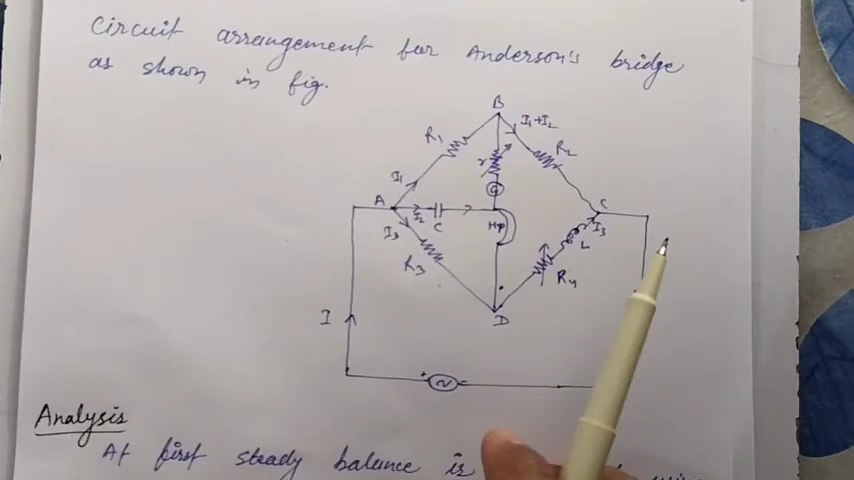 Circuit arrangement for Anderson's bridge
as shown in fig.
B
I₁+I₂
R₁
R₂
r
I₁
G
A
I₂
C
C
Hp
I₃
I₃
L
R₃
R₄
D
I
+
~
-
Analysis
At first steady balance is